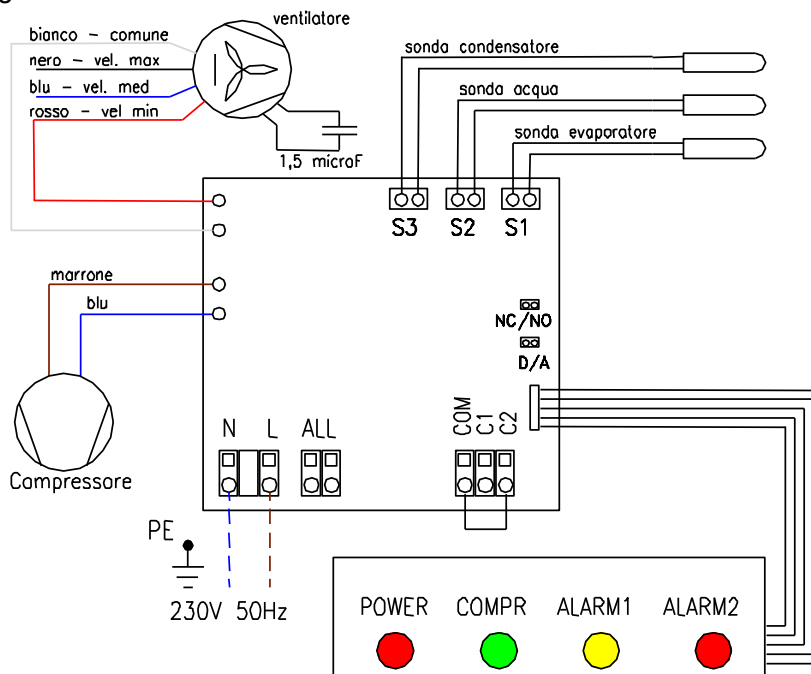 ventilatore
bianco - comune
nero - vel. max
blu - vel. med
rosso - vel min
1,5 microF
sonda condensatore
sonda acqua
sonda evaporatore
S3 S2 S1
marrone
blu
NC/NO
D/A
Compressore
N L ALL COM C1 C2
PE
230V 50Hz
POWER COMPR ALARM1 ALARM2